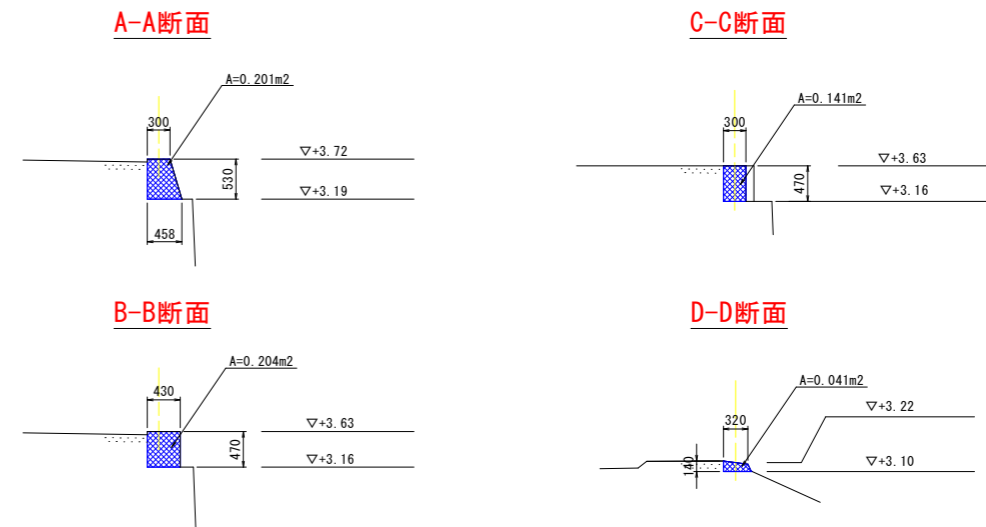 A-A断面
A=0.201m2
300
▽+3.72
530
▽+3.19
458
C-C断面
A=0.141m2
300
▽+3.63
470
▽+3.16
B-B断面
A=0.204m2
430
▽+3.63
470
▽+3.16
D-D断面
A=0.041m2
▽+3.22
320
140
▽+3.10